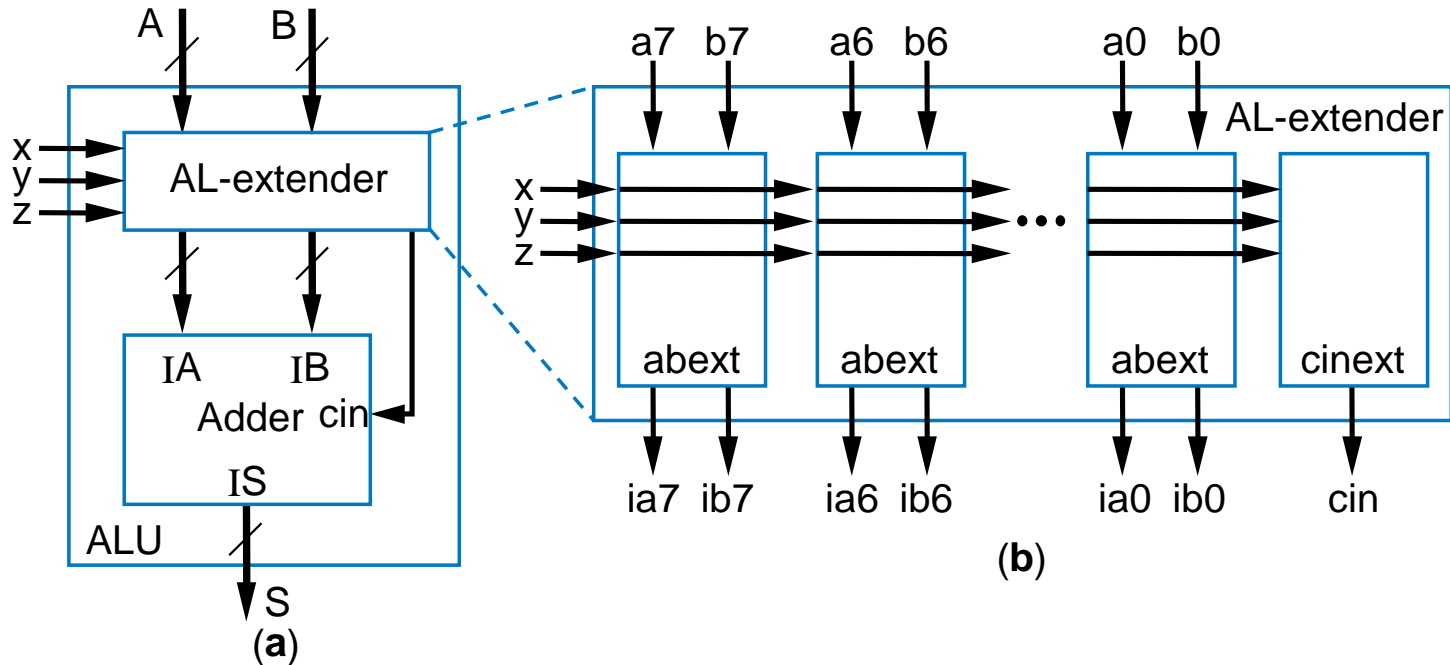 A B
x
y
z
AL-extender
IA IB
Adder cin
IS
ALU
S
(a)
a7 b7 a6 b6 a0 b0
AL-extender
x
y
z
•••
abext abext abext cinext
ia7 ib7 ia6 ib6 ia0 ib0 cin
(b)